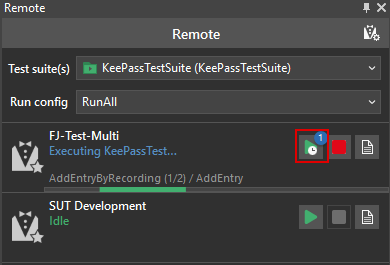 Remote
Remote
Test suite(s)
KeePassTestSuite (KeePassTestSuite)
Run config
RunAll
FJ-Test-Multi
1
Executing KeePassTest...
AddEntryByRecording (1/2) / AddEntry
SUT Development
Idle